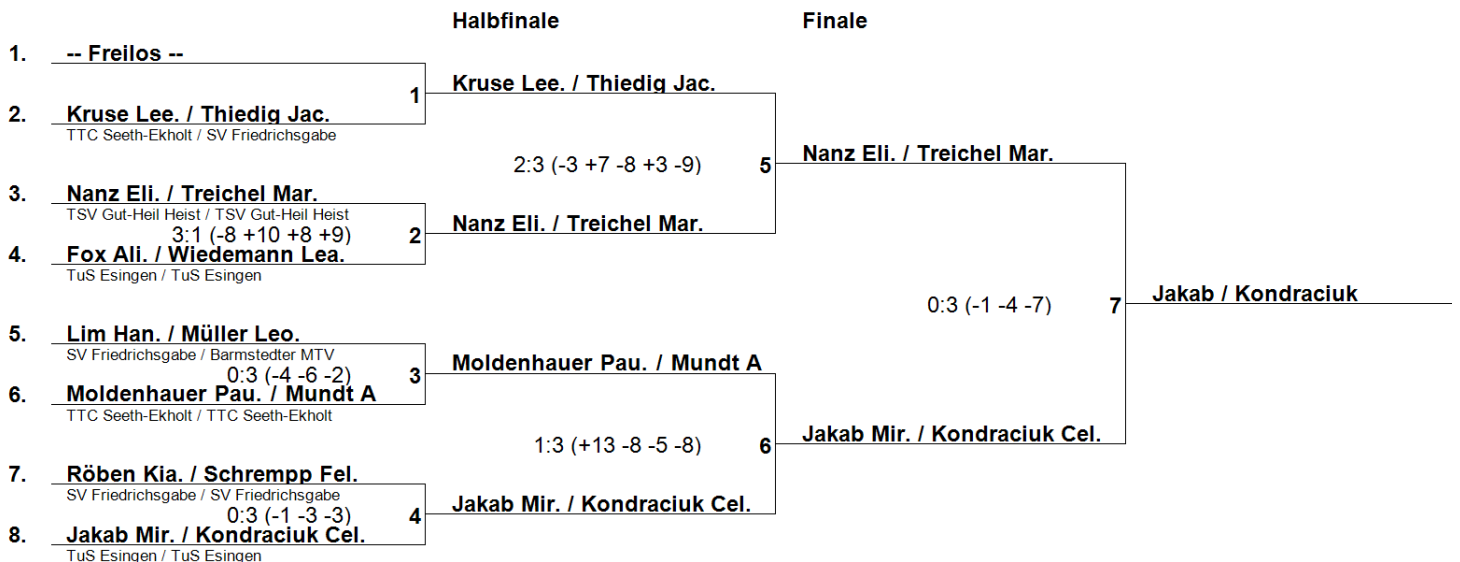 Halbfinale Finale
1. -- Freilos --
1 Kruse Lee. / Thiedig Jac.
2. Kruse Lee. / Thiedig Jac.
TTC Seeth-Ekholt / SV Friedrichsgabe
2:3 (-3 +7 -8 +3 -9) 5 Nanz Eli. / Treichel Mar.
3. Nanz Eli. / Treichel Mar.
TSV Gut-Heil Heist / TSV Gut-Heil Heist
3:1 (-8 +10 +8 +9) 2 Nanz Eli. / Treichel Mar.
4. Fox Ali. / Wiedemann Lea.
TuS Esingen / TuS Esingen
0:3 (-1 -4 -7) 7 Jakab / Kondraciuk
5. Lim Han. / Müller Leo.
SV Friedrichsgabe / Barmstedter MTV
0:3 (-4 -6 -2) 3 Moldenhauer Pau. / Mundt A
6. Moldenhauer Pau. / Mundt A
TTC Seeth-Ekholt / TTC Seeth-Ekholt
1:3 (+13 -8 -5 -8) 6 Jakab Mir. / Kondraciuk Cel.
7. Röben Kia. / Schrempp Fel.
SV Friedrichsgabe / SV Friedrichsgabe
0:3 (-1 -3 -3) 4 Jakab Mir. / Kondraciuk Cel.
8. Jakab Mir. / Kondraciuk Cel.
TuS Esingen / TuS Esingen